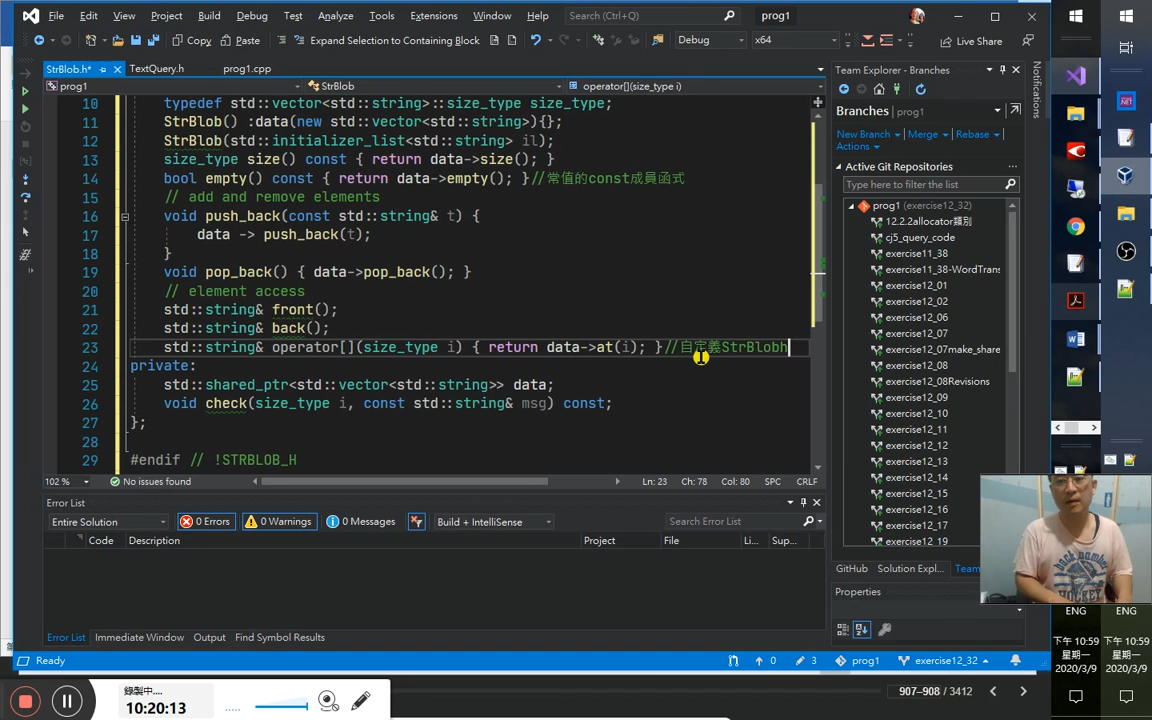 File Edit View Project Build Debug Test Analyze Tools Extensions Window Help Search (Ctrl+Q) prog1
Copy Paste Expand Selection to Containing Block Debug x64 Live Share
StrBlob.h* TextQuery.h prog1.cpp
prog1 StrBlob operator[](size_type i)
10 typedef std::vector<std::string>::size_type size_type;
11 StrBlob() :data(new std::vector<std::string>){};
12 StrBlob(std::initializer_list<std::string> il);
13 size_type size() const { return data->size(); }
14 bool empty() const { return data->empty(); }//常值的const成員函式
15 // add and remove elements
16 void push_back(const std::string& t) {
17 data -> push_back(t);
18 }
19 void pop_back() { data->pop_back(); }
20 // element access
21 std::string& front();
22 std::string& back();
23 std::string& operator[](size_type i) { return data->at(i); }//自定義StrBlobh
24 private:
25 std::shared_ptr<std::vector<std::string>> data;
26 void check(size_type i, const std::string& msg) const;
27 };
28
29 #endif // !STRBLOB_H
102 % No issues found Ln: 23 Ch: 78 Col: 80 SPC CRLF
Error List
Entire Solution 0 Errors 0 Warnings 0 Messages Build + IntelliSense Search Error List
Code Description Project File Li... Sup...
Error List Immediate Window Output Find Symbol Results
Team Explorer - Branches
Branches prog1
New Branch Merge Rebase
Actions
Active Git Repositories
Type here to filter the list
prog1 (exercise12_32)
12.2.2allocator類別
cj5_query_code
exercise11_38
exercise11_38-WordTrans
exercise12_01
exercise12_02
exercise12_06
exercise12_07
exercise12_07make_share
exercise12_08
exercise12_08Revisions
exercise12_09
exercise12_10
exercise12_11
exercise12_12
exercise12_13
exercise12_14
exercise12_15
exercise12_16
exercise12_17
exercise12_19
GitHub Solution Expl... Team
Properties
Notifications
Ready 0 3 prog1 exercise12_32
錄製中....
10:20:13
907–908 / 3412
ENG ENG
下午 10:59 下午 10:59
星期一 星期一
2020/3/9 2020/3/9